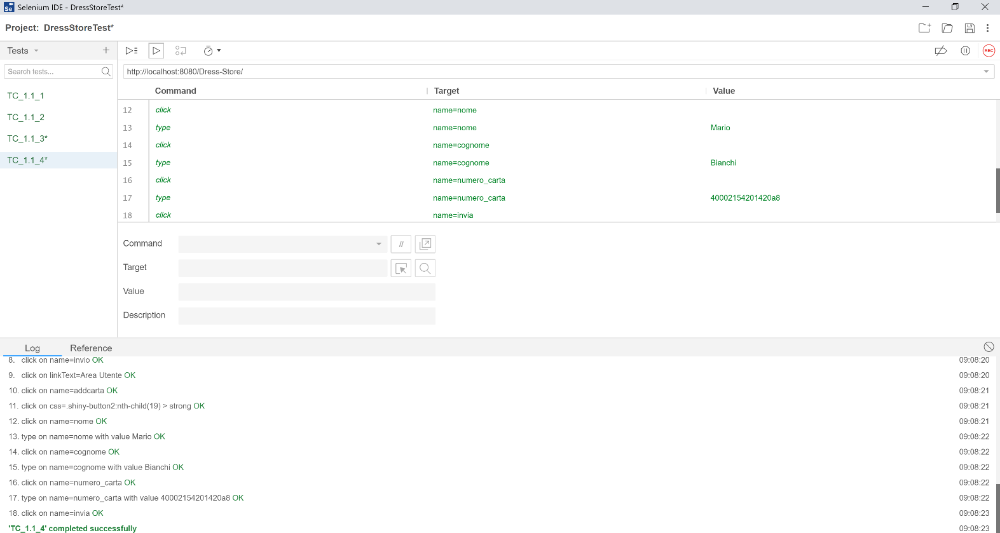 Se Selenium IDE - DressStoreTest*
Project: DressStoreTest*
Tests
Search tests...
TC_1.1_1
TC_1.1_2
TC_1.1_3*
TC_1.1_4*
REC
http://localhost:8080/Dress-Store/
Command Target Value
12 click name=nome
13 type name=nome Mario
14 click name=cognome
15 type name=cognome Bianchi
16 click name=numero_carta
17 type name=numero_carta 40002154201420a8
18 click name=invia
Command //
Target
Value
Description
Log Reference
8. click on name=invio OK 09:08:20
9. click on linkText=Area Utente OK 09:08:20
10. click on name=addcarta OK 09:08:21
11. click on css=.shiny-button2:nth-child(19) > strong OK 09:08:21
12. click on name=nome OK 09:08:21
13. type on name=nome with value Mario OK 09:08:22
14. click on name=cognome OK 09:08:22
15. type on name=cognome with value Bianchi OK 09:08:22
16. click on name=numero_carta OK 09:08:22
17. type on name=numero_carta with value 40002154201420a8 OK 09:08:22
18. click on name=invia OK 09:08:23
'TC_1.1_4' completed successfully 09:08:23